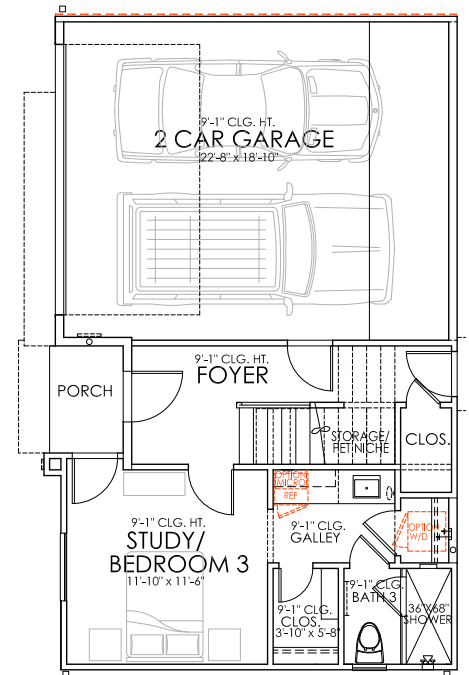 9'-1" CLG. HT.
2 CAR GARAGE
22'-8" x 18'-10"
9'-1" CLG. HT.
FOYER
PORCH
STORAGE/
PET NICHE
CLOS.
OPTION
MICRO
REF
9'-1" CLG. HT.
STUDY/
BEDROOM 3
11'-10" x 11'-6"
9'-1" CLG.
GALLEY
OPTION
W/D
9'-1" CLG.
CLOS.
3'-10" x 5'-8"
9'-1" CLG.
BATH 3
36"X68"
SHOWER